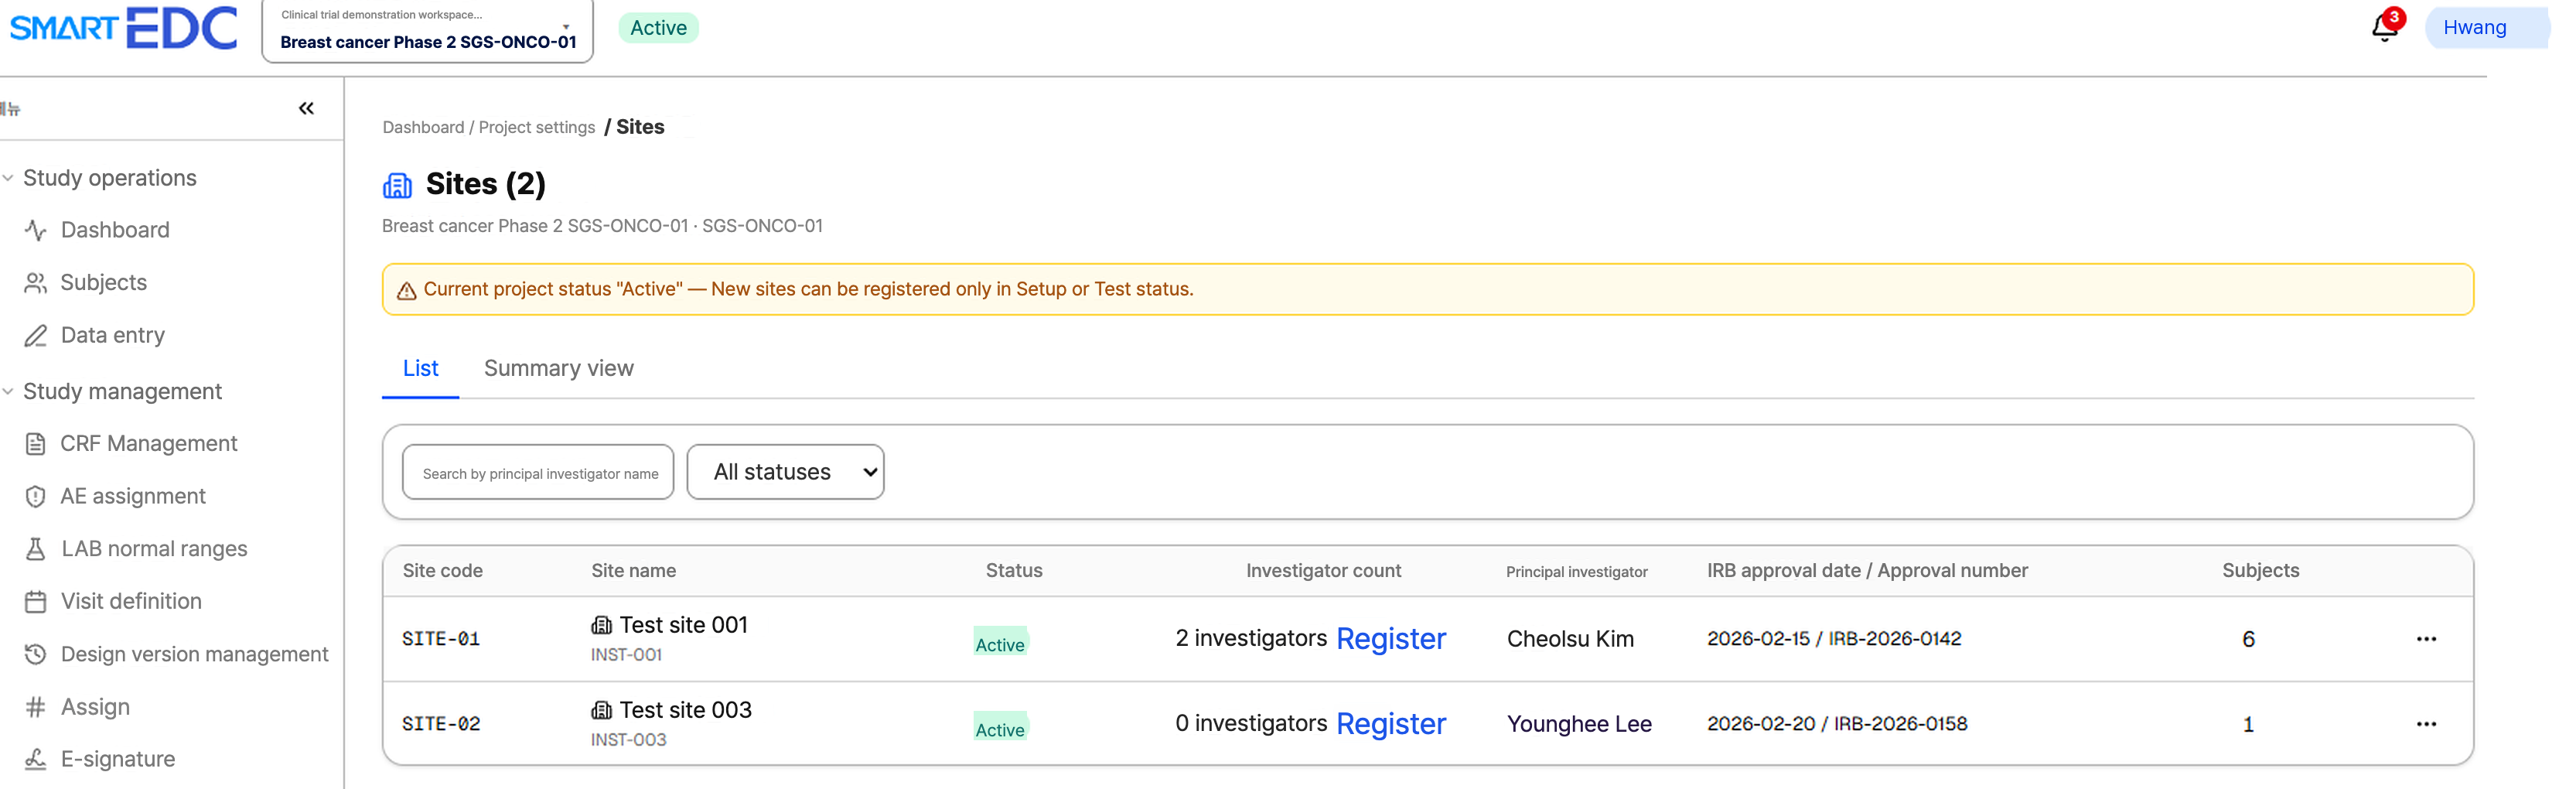 SMART EDC
Clinical trial demonstration workspace...
Breast cancer Phase 2 SGS-ONCO-01
Active
3
Hwang
Dashboard / Project settings / Sites
Sites (2)
Breast cancer Phase 2 SGS-ONCO-01 · SGS-ONCO-01
Current project status "Active" — New sites can be registered only in Setup or Test status.
Study operations
Dashboard
Subjects
Data entry
Study management
CRF Management
AE assignment
LAB normal ranges
Visit definition
Design version management
Assign
E-signature
List
Summary view
Search by principal investigator name
All statuses
Site code Site name Status Investigator count Principal investigator IRB approval date / Approval number Subjects
SITE-01 Test site 001 Active 2 investigators Register Cheolsu Kim 2026-02-15 / IRB-2026-0142 6
INST-001
SITE-02 Test site 003 Active 0 investigators Register Younghee Lee 2026-02-20 / IRB-2026-0158 1
INST-003